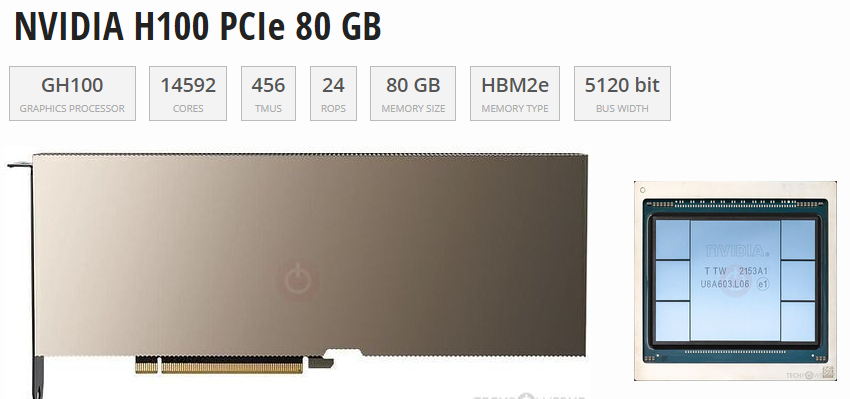 NVIDIA H100 PCIe 80 GB
GH100 14592 456 24 80 GB HBM2e 5120 bit
GRAPHICS PROCESSOR CORES TMUS ROPS MEMORY SIZE MEMORY TYPE BUS WIDTH
NVIDIA.
T TW 2153A1
U8A603.L06 e1